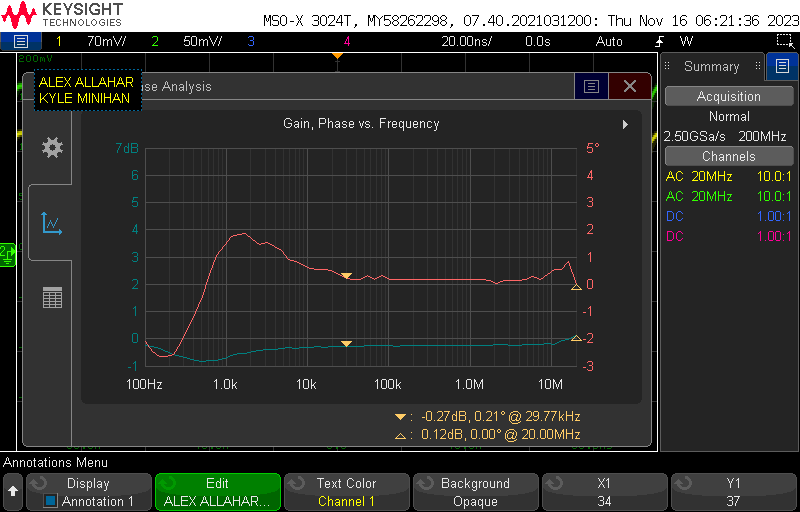 KEYSIGHT
TECHNOLOGIES
MSO-X 3024T, MY58262298, 07.40.2021031200: Thu Nov 16 06:21:36 2023
1 70mV/ 2 50mV/ 3 4 20.00ns/ 0.0s Auto W
200mV
ALEX ALLAHAR
KYLE MINIHAN
se Analysis
Summary
Acquisition
Normal
2.50GSa/s 200MHz
Channels
AC 20MHz 10.0:1
AC 20MHz 10.0:1
DC 1.00:1
DC 1.00:1
Gain, Phase vs. Frequency
7dB 5°
6 4
5 3
4 2
3 1
2 0
1 -1
0 -2
-1 -3
100Hz 1.0k 10k 100k 1.0M 10M
: -0.27dB, 0.21° @ 29.77kHz
: 0.12dB, 0.00° @ 20.00MHz
2
Annotations Menu
Display Edit Text Color Background X1 Y1
Annotation 1 ALEX ALLAHAR... Channel 1 Opaque 34 37